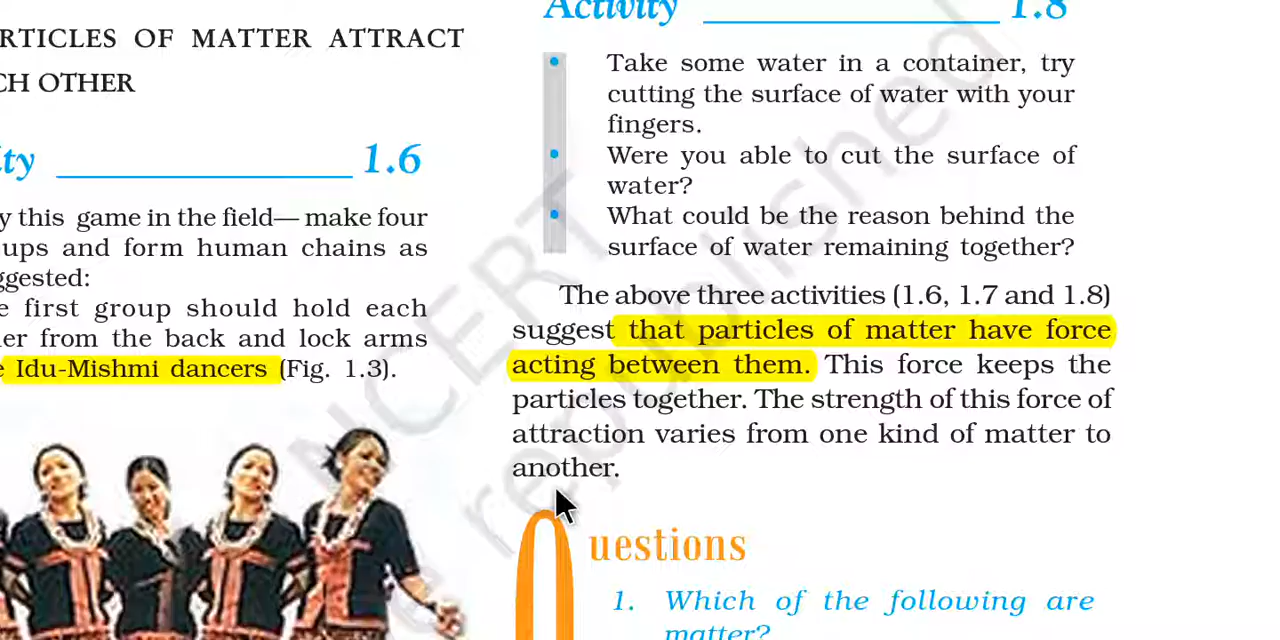 RTICLES OF MATTER ATTRACT
CH OTHER
ty 1.6
y this game in the field— make four
ups and form human chains as
ggested:
e first group should hold each
er from the back and lock arms
e Idu-Mishmi dancers (Fig. 1.3).
Activity 1.8
• Take some water in a container, try
cutting the surface of water with your
fingers.
• Were you able to cut the surface of
water?
• What could be the reason behind the
surface of water remaining together?
The above three activities (1.6, 1.7 and 1.8)
suggest that particles of matter have force
acting between them. This force keeps the
particles together. The strength of this force of
attraction varies from one kind of matter to
another.
Questions
1. Which of the following are
matter?
NCERT
republished